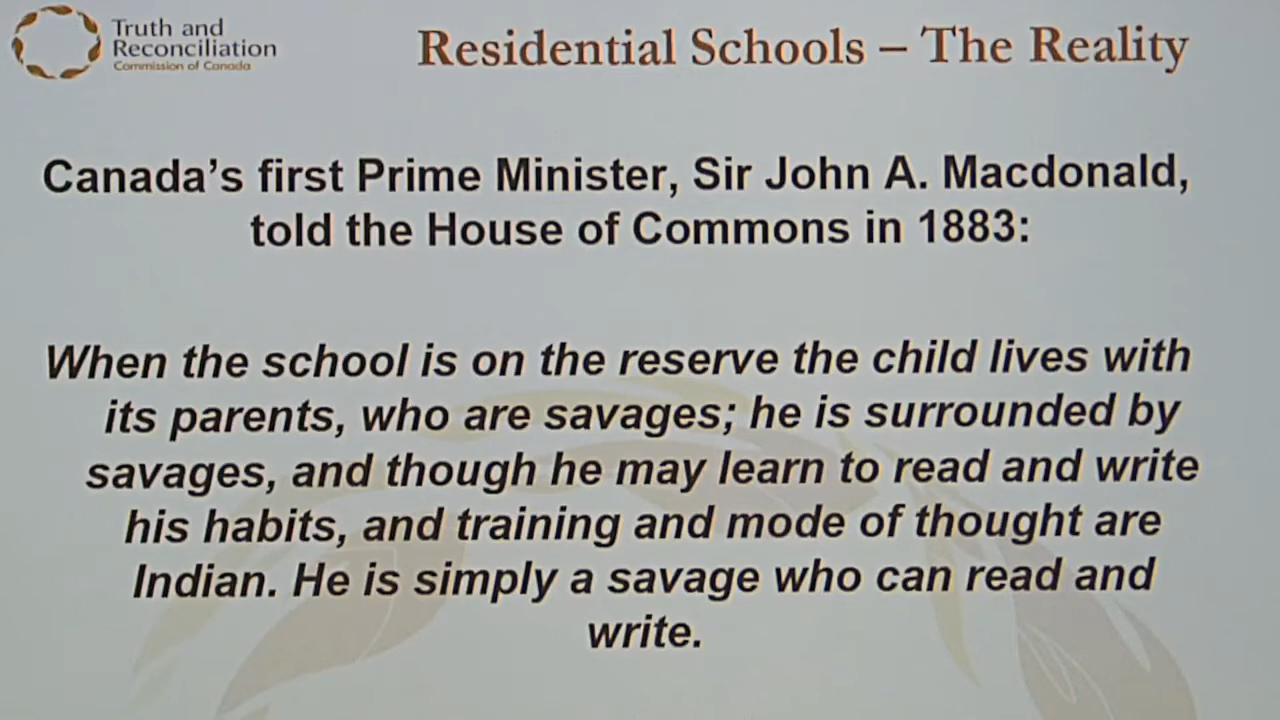 Truth and
Reconciliation
Commission of Canada
Residential Schools – The Reality
Canada's first Prime Minister, Sir John A. Macdonald,
told the House of Commons in 1883:
When the school is on the reserve the child lives with
its parents, who are savages; he is surrounded by
savages, and though he may learn to read and write
his habits, and training and mode of thought are
Indian. He is simply a savage who can read and
write.